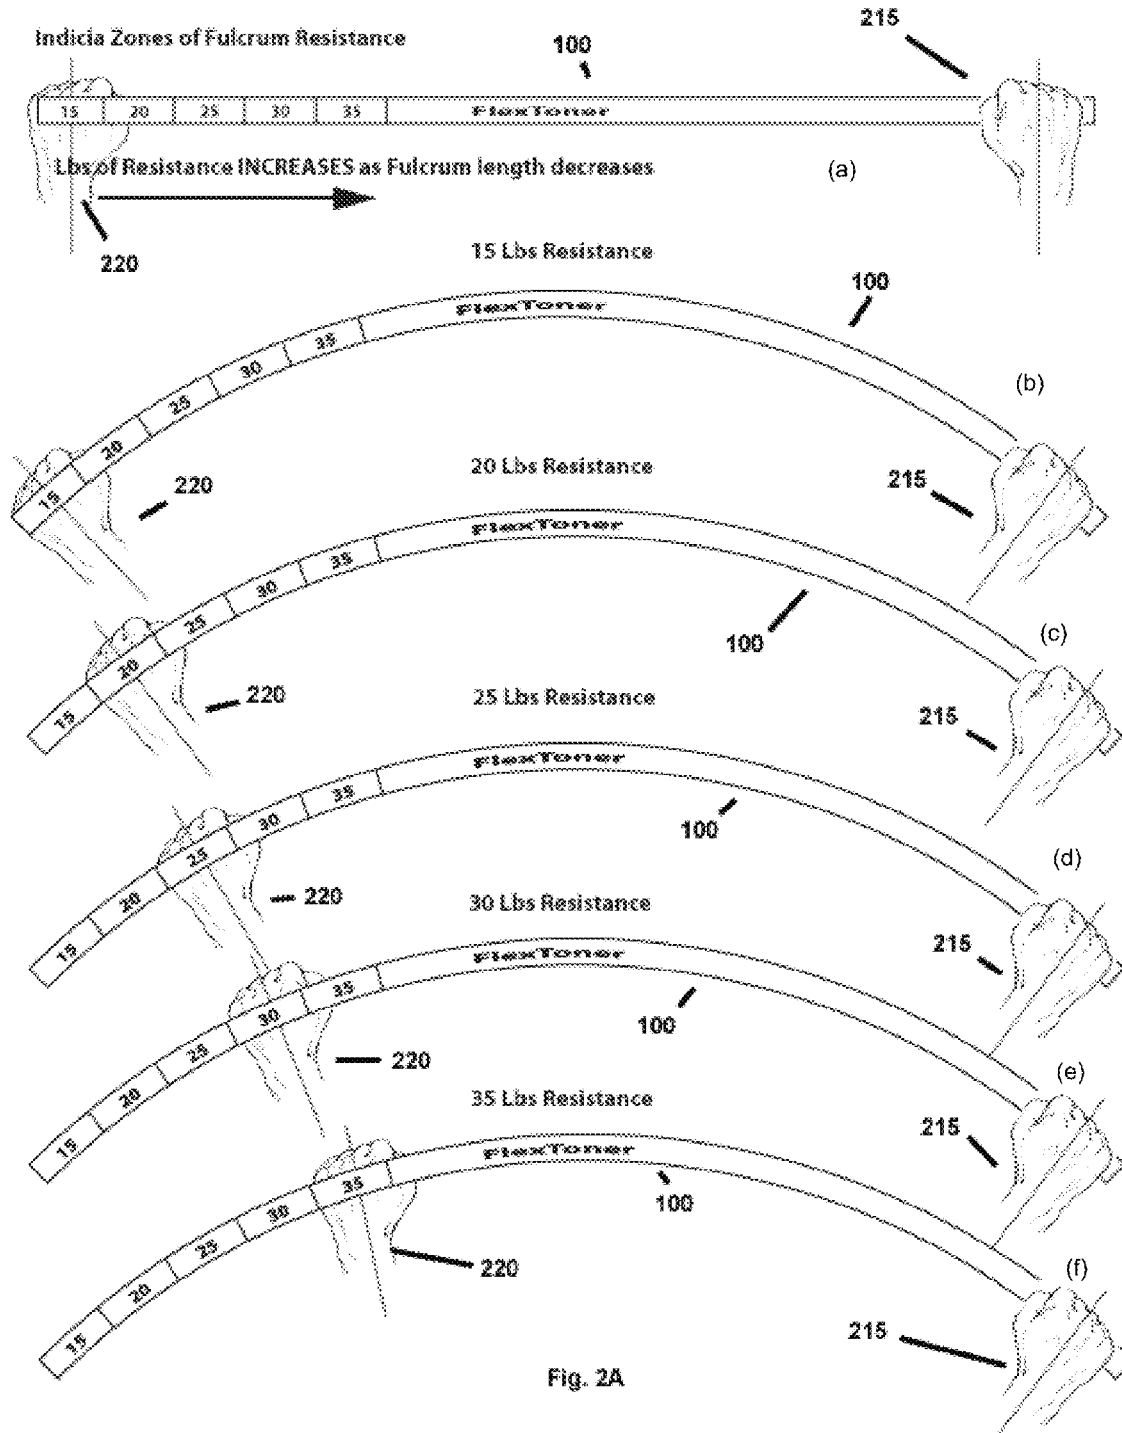 215
Indicia Zones of Fulcrum Resistance
100
15 20 25 30 35 FlexToner
Lbs of Resistance INCREASES as Fulcrum length decreases
(a)
220
15 Lbs Resistance
100
FlexToner
15 20 25 30 35
(b)
20 Lbs Resistance
220
215
FlexToner
15 20 25 30 35
(c)
100
25 Lbs Resistance
220
215
FlexToner
15 20 25 30 35
100
(d)
220
30 Lbs Resistance
215
FlexToner
15 20 25 30 35
100
220
(e)
35 Lbs Resistance
215
FlexToner
15 20 25 30 35
100
220
(f)
215
Fig. 2A